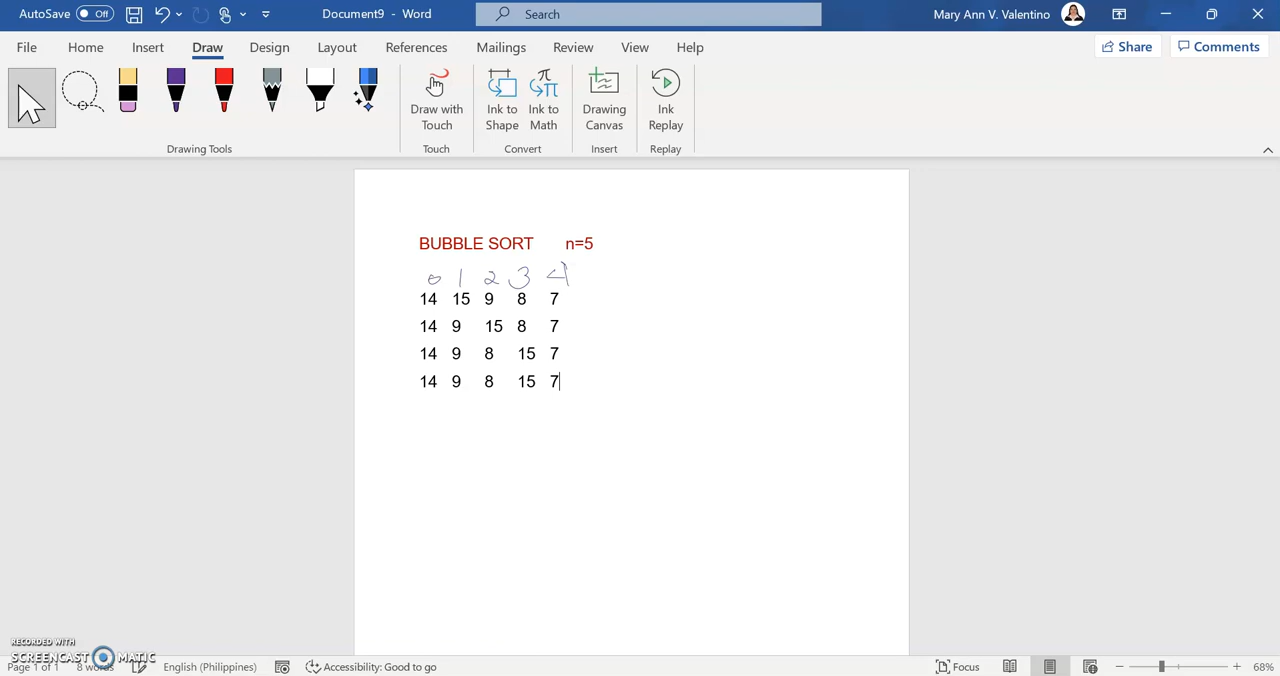 AutoSave Off Document9 - Word Search Mary Ann V. Valentino
File Home Insert Draw Design Layout References Mailings Review View Help Share Comments
Draw with Touch
Ink to Shape
Ink to Math
Drawing Canvas
Ink Replay
Drawing Tools Touch Convert Insert Replay
BUBBLE SORT n=5
0 1 2 3 4
14 15 9 8 7
14 9 15 8 7
14 9 8 15 7
14 9 8 15 7
RECORDED WITH
SCREENCAST MATIC
Page 1 of 1 8 words English (Philippines) Accessibility: Good to go Focus 68%